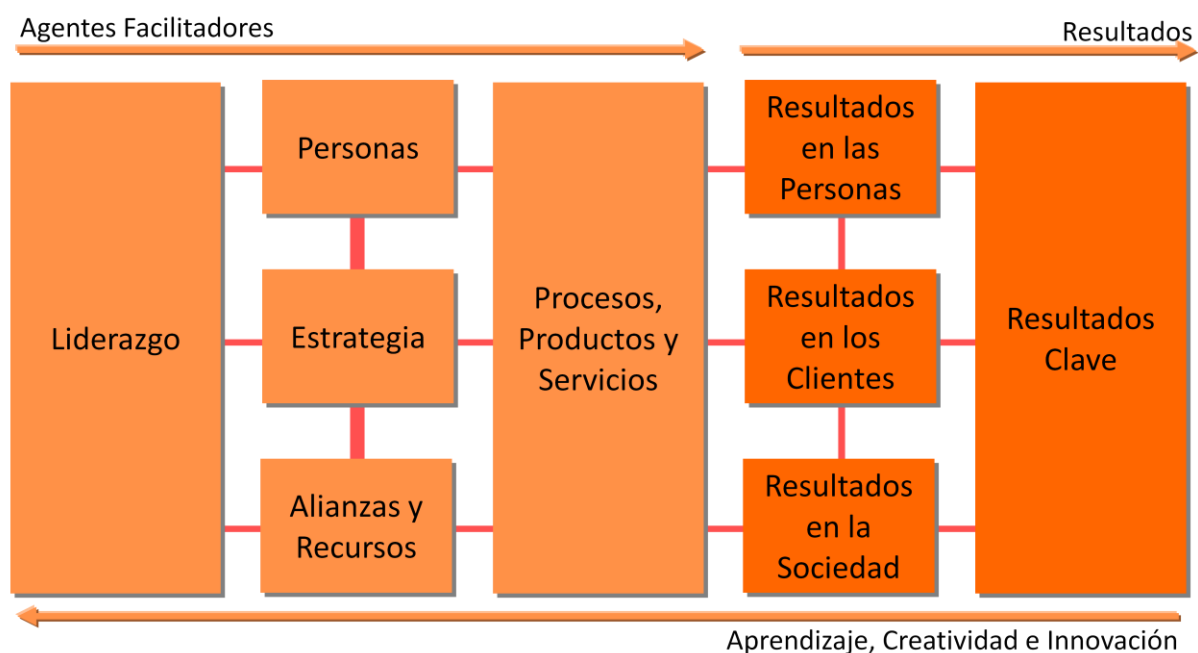 Agentes Facilitadores
Resultados
Liderazgo
Personas
Estrategia
Alianzas y
Recursos
Procesos,
Productos y
Servicios
Resultados
en las
Personas
Resultados
en los
Clientes
Resultados
en la
Sociedad
Resultados
Clave
Aprendizaje, Creatividad e Innovación